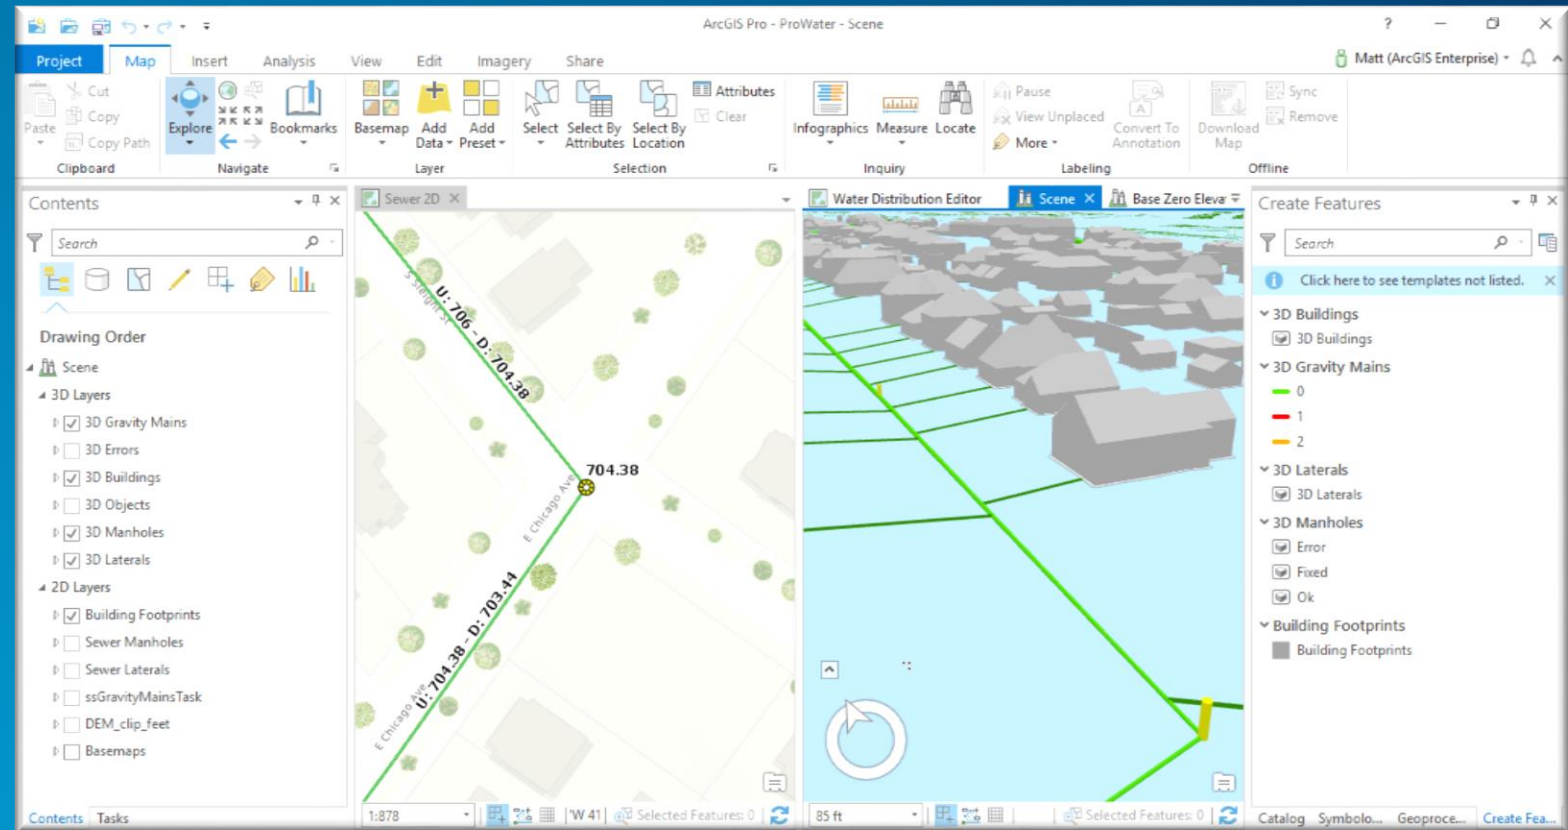 ArcGIS Pro - ProWater - Scene
?
Project Map Insert Analysis View Edit Imagery Share
Matt (ArcGIS Enterprise)
Paste
Cut
Copy
Copy Path
Clipboard
Explore
Bookmarks
Navigate
Basemap
Add Data
Add Preset
Layer
Select
Select By Attributes
Select By Location
Attributes
Clear
Selection
Infographics
Measure
Locate
Inquiry
Pause
View Unplaced
More
Convert To Annotation
Labeling
Download Map
Sync
Remove
Offline
Contents
Search
Drawing Order
Scene
3D Layers
3D Gravity Mains
3D Errors
3D Buildings
3D Objects
3D Manholes
3D Laterals
2D Layers
Building Footprints
Sewer Manholes
Sewer Laterals
ssGravityMainsTask
DEM_clip_feet
Basemaps
Contents Tasks
Sewer 2D
S Sleight St
U: 706 - D: 704.38
704.38
E Chicago Ave
U: 704.38 - D: 703.44
E Chicago Ave
1:878
'W 41
Selected Features: 0
Water Distribution Editor
Scene
Base Zero Eleva
85 ft
Selected Features: 0
Create Features
Search
Click here to see templates not listed.
3D Buildings
3D Buildings
3D Gravity Mains
0
1
2
3D Laterals
3D Laterals
3D Manholes
Error
Fixed
Ok
Building Footprints
Building Footprints
Catalog Symbolo... Geoproce... Create Fea...